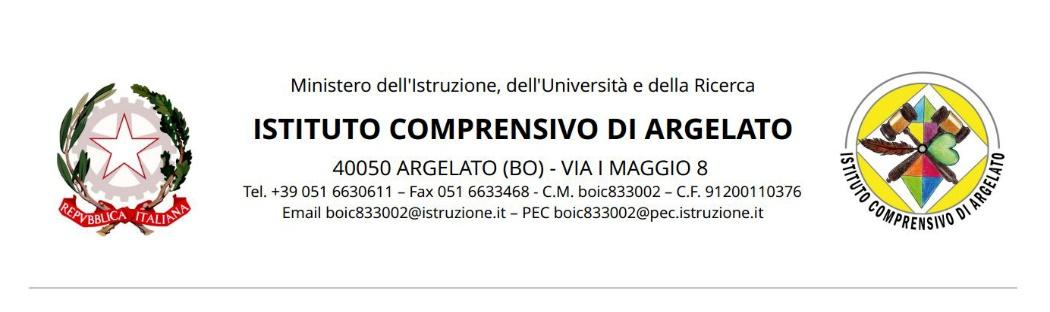 Ministero dell'Istruzione, dell'Università e della Ricerca
ISTITUTO COMPRENSIVO DI ARGELATO
40050 ARGELATO (BO) - VIA I MAGGIO 8
Tel. +39 051 6630611 – Fax 051 6633468 - C.M. boic833002 – C.F. 91200110376
Email boic833002@istruzione.it – PEC boic833002@pec.istruzione.it
REPVBBLICA ITALIANA
ISTITUTO COMPRENSIVO DI ARGELATO